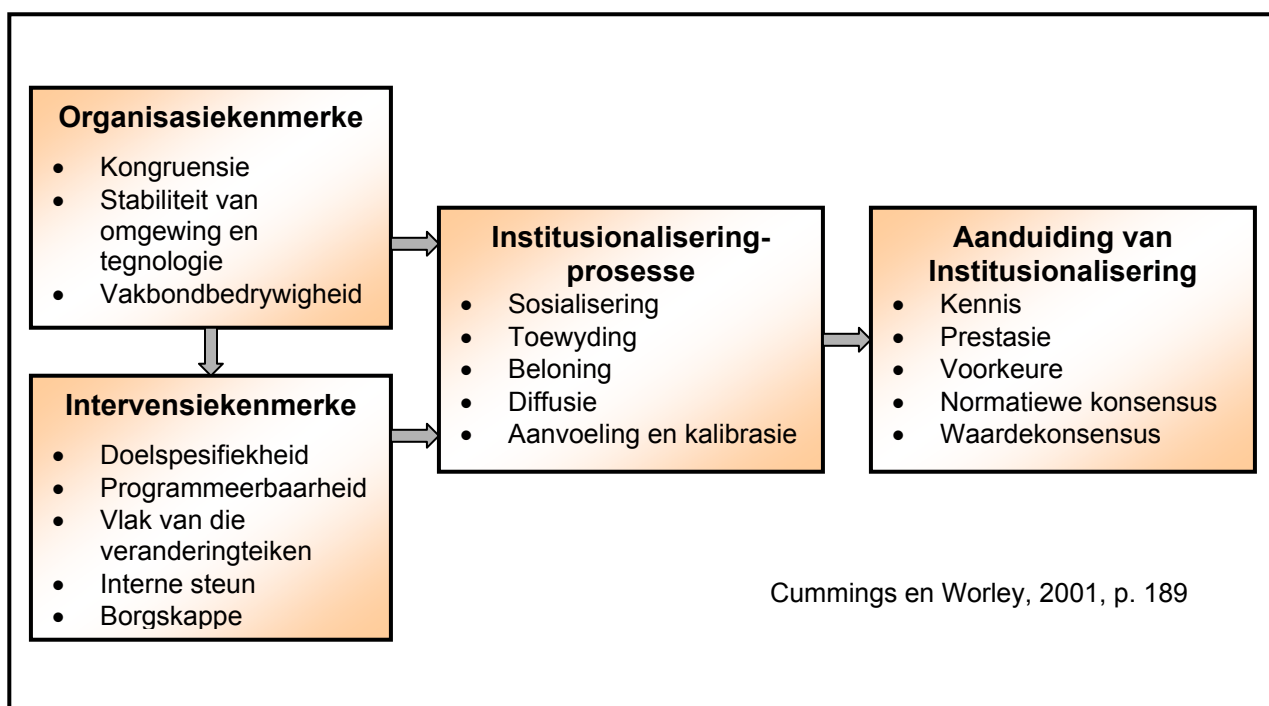 Organisasiekenmerke
• Kongruensie
• Stabiliteit van
omgewing en
tegnologie
• Vakbondbedrywigheid
Intervensiekenmerke
• Doelspesifiekheid
• Programmeerbaarheid
• Vlak van die
veranderingteiken
• Interne steun
• Borgskappe
Institusionalisering-
prosesse
• Sosialisering
• Toewyding
• Beloning
• Diffusie
• Aanvoeling en kalibrasie
Aanduiding van
Institusionalisering
• Kennis
• Prestasie
• Voorkeure
• Normatiewe konsensus
• Waardekonsensus
Cummings en Worley, 2001, p. 189